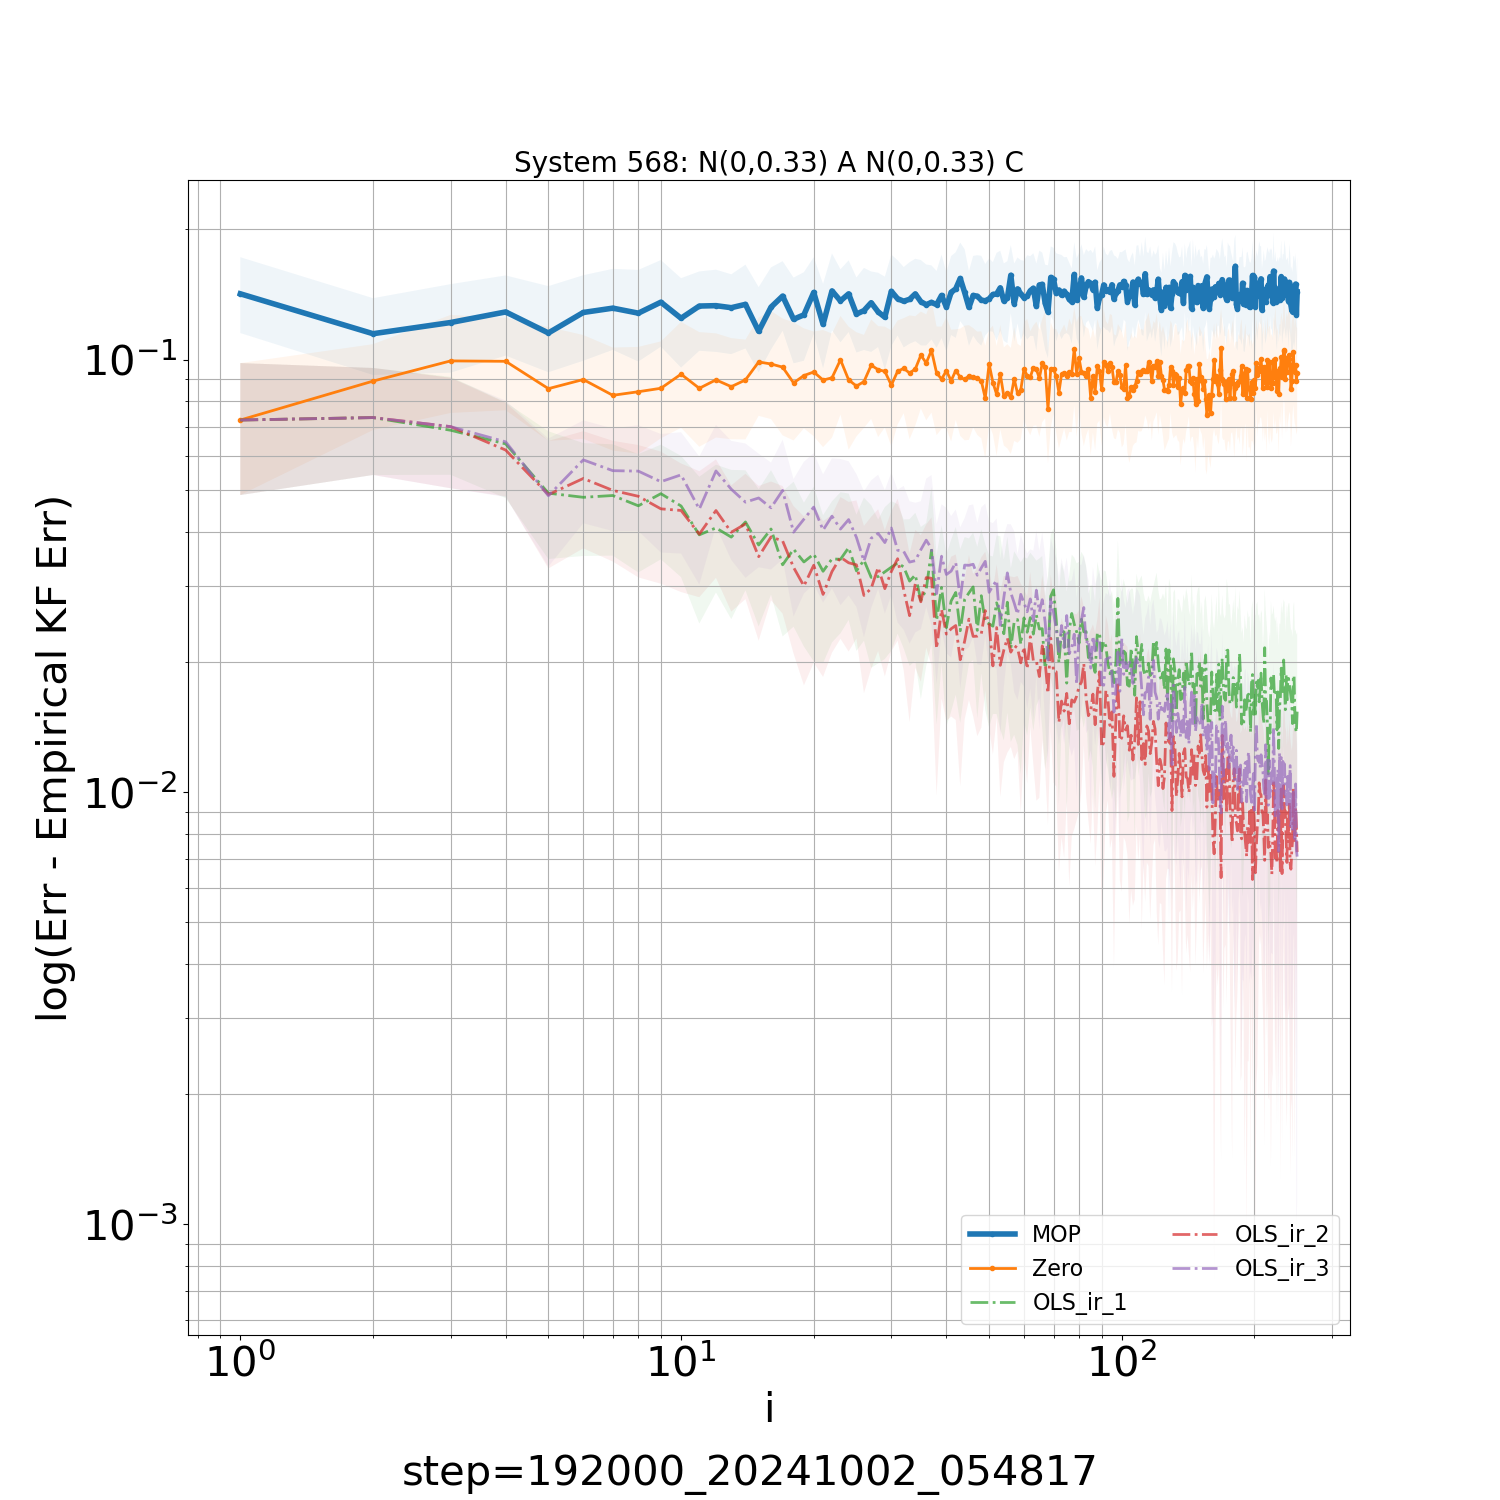 System 568: N(0,0.33) A N(0,0.33) C
log(Err - Empirical KF Err)
10^{-1}
10^{-2}
10^{-3}
MOP
Zero
OLS_ir_1
OLS_ir_2
OLS_ir_3
10^{0}
10^{1}
10^{2}
i
step=192000_20241002_054817